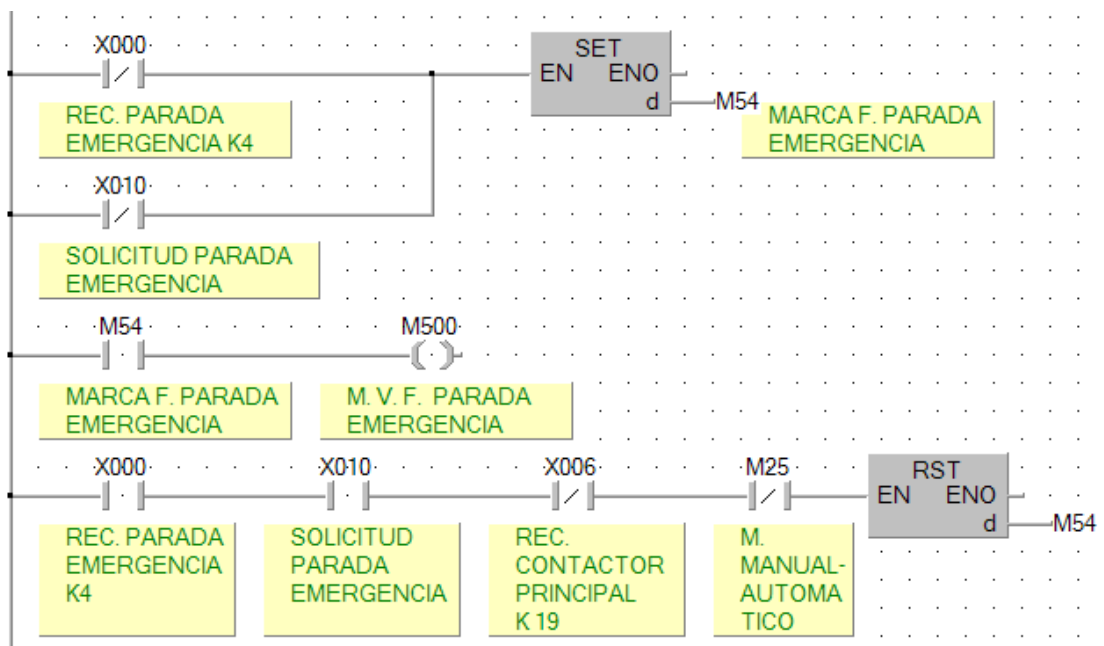 X000
SET
EN ENO
d
M54
REC. PARADA
EMERGENCIA K4
MARCA F. PARADA
EMERGENCIA
X010
SOLICITUD PARADA
EMERGENCIA
M54
M500
MARCA F. PARADA
EMERGENCIA
M. V. F. PARADA
EMERGENCIA
X000
X010
X006
M25
RST
EN ENO
d
M54
REC. PARADA
EMERGENCIA
K4
SOLICITUD
PARADA
EMERGENCIA
REC.
CONTACTOR
PRINCIPAL
K 19
M.
MANUAL-
AUTOMA
TICO